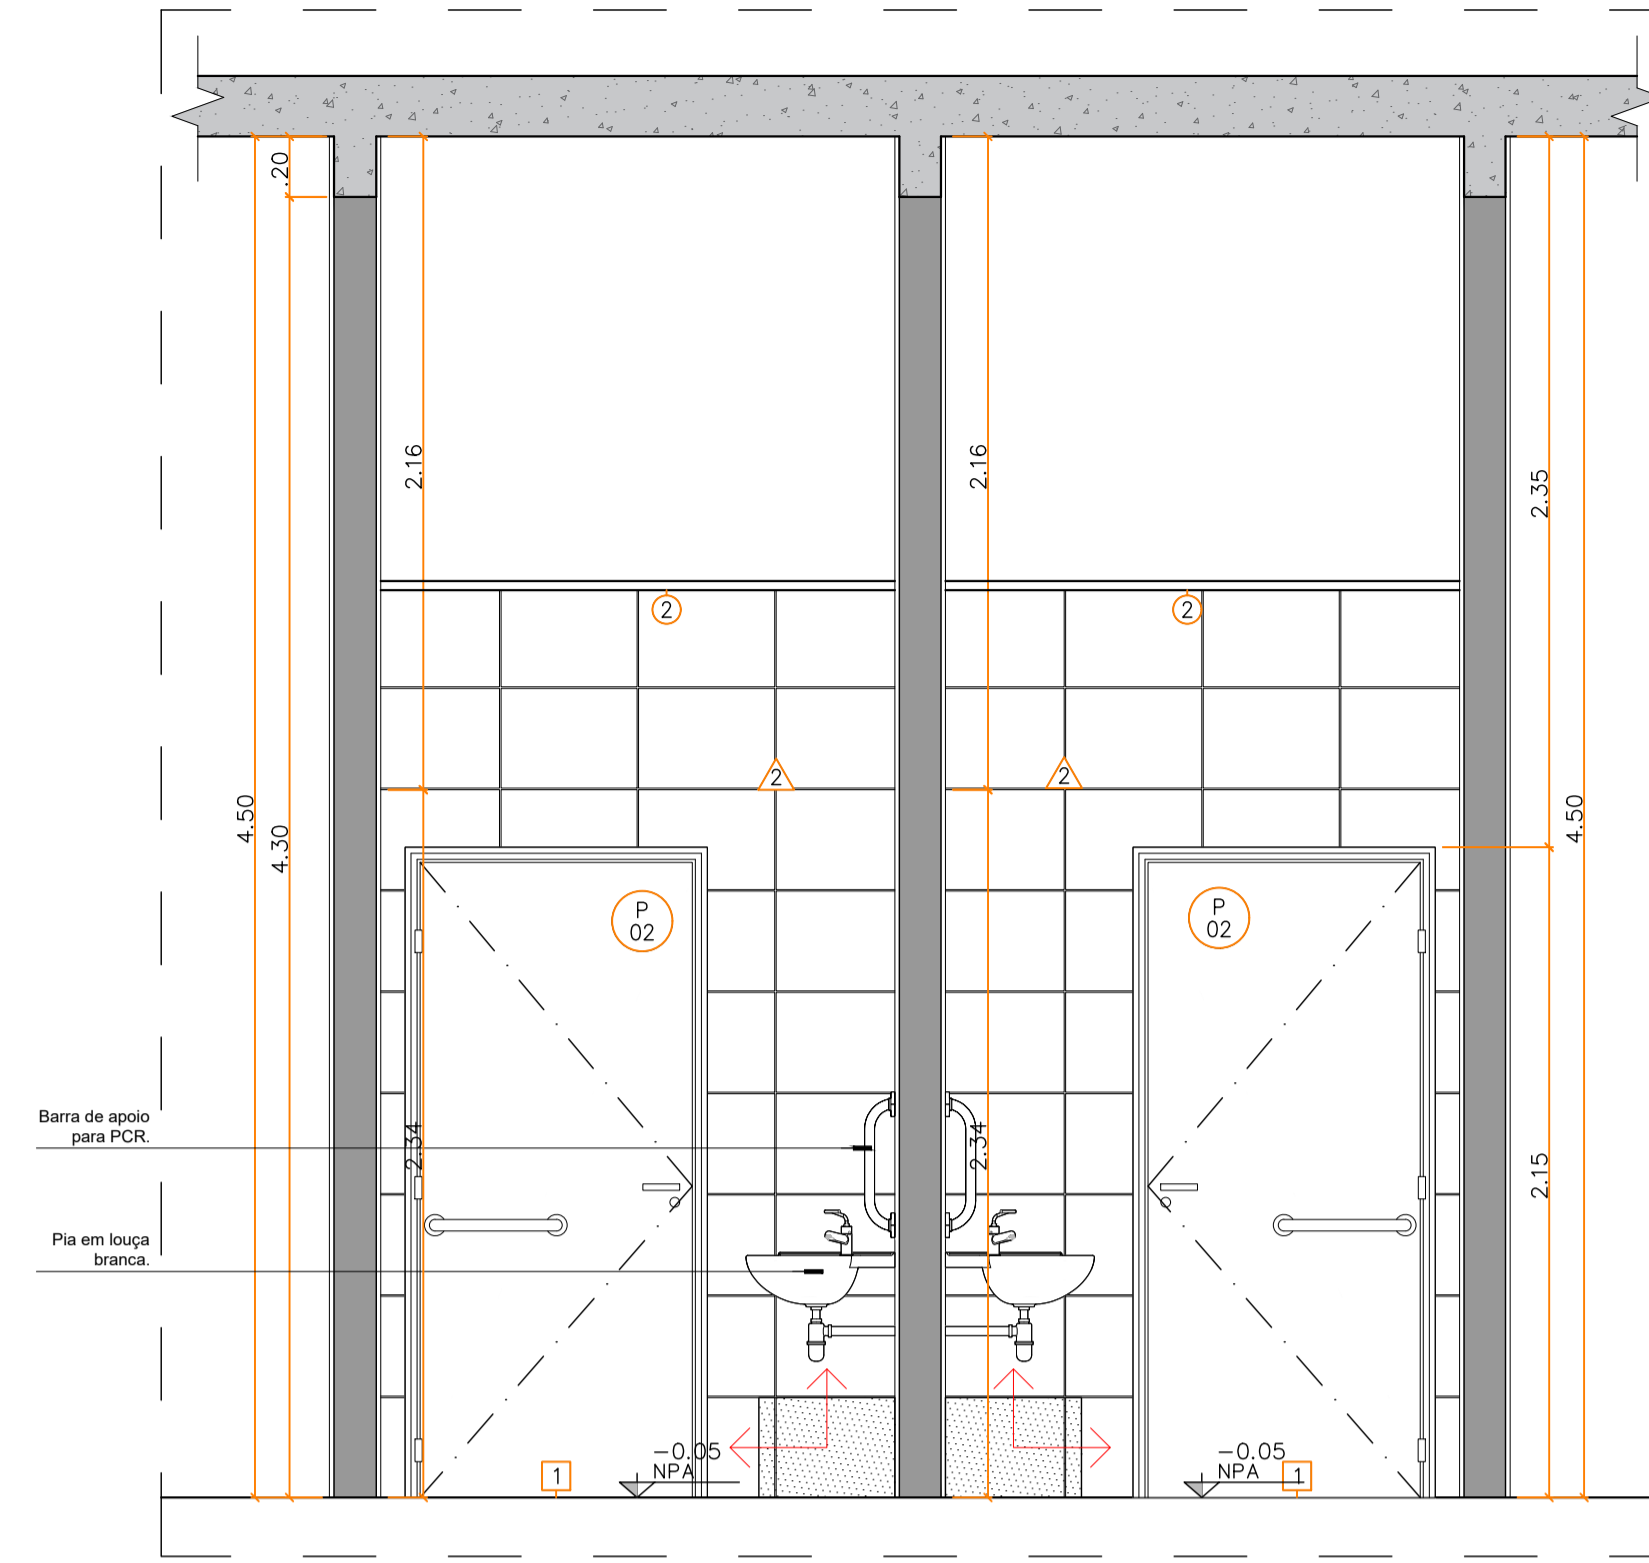 .20
2.16
2.16
2.35
2
2
2
2
4.50
4.30
4.50
P
02
P
02
Barra de apoio
para PCR.
2.34
2.34
2.15
Pia em louça
branca.
-0.05
NPA
-0.05
NPA
1
1